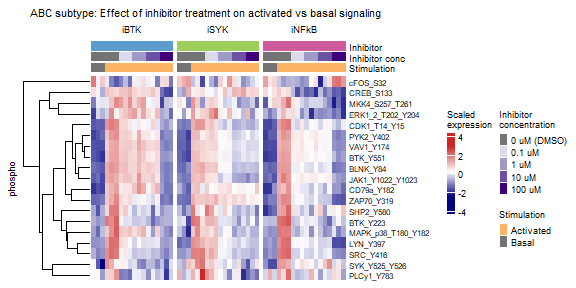 ABC subtype: Effect of inhibitor treatment on activated vs basal signaling
iBTK iSYK iNFkB
Inhibitor
Inhibitor conc
Stimulation
cFOS_S32
CREB_S133
MKK4_S257_T261
ERK1_2_T202_Y204
CDK1_T14_Y15
PYK2_Y402
VAV1_Y174
BTK_Y551
BLNK_Y84
JAK1_Y1022_Y1023
CD79a_Y182
ZAP70_Y319
SHP2_Y580
BTK_Y223
MAPK_p38_T180_Y182
LYN_Y397
SRC_Y416
SYK_Y525_Y526
PLCy1_Y783
phospho
Scaled
expression
4
2
0
-2
-4
Inhibitor
concentration
0 uM (DMSO)
0.1 uM
1 uM
10 uM
100 uM
Stimulation
Activated
Basal